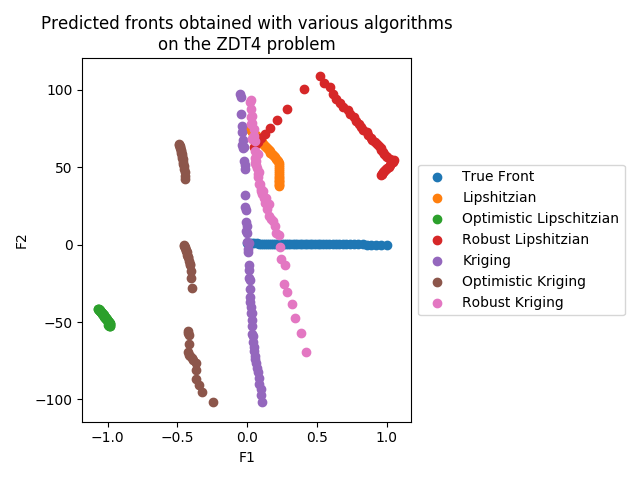 Predicted fronts obtained with various algorithms
on the ZDT4 problem
100
50
0
−50
−100
F2
−1.0
−0.5
0.0
0.5
1.0
F1
True Front
Lipshitzian
Optimistic Lipschitzian
Robust Lipshitzian
Kriging
Optimistic Kriging
Robust Kriging